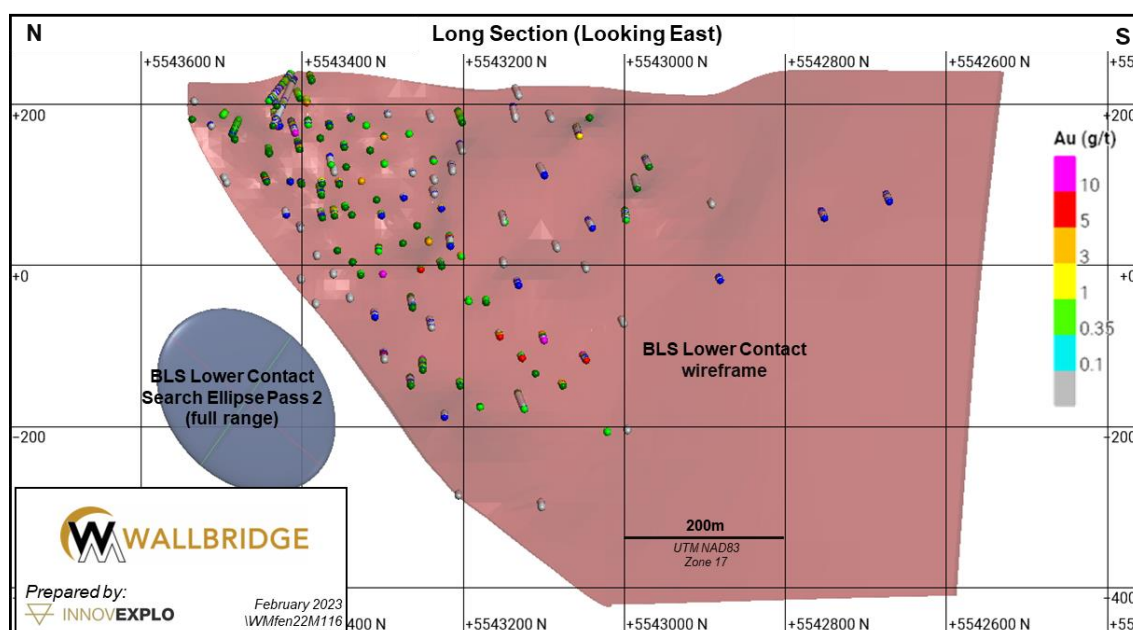 N
Long Section (Looking East)
S
+5543600 N
+5543400 N
+5543200 N
+5543000 N
+5542800 N
+5542600 N
+55
+200
+200
Au (g/t)
10
5
3
1
0.35
0.1
+0
+0
BLS Lower Contact
wireframe
BLS Lower Contact
Search Ellipse Pass 2
(full range)
-200
-200
200m
UTM NAD83
Zone 17
WALLBRIDGE
Prepared by:
INNOVEXPLO
February 2023
\WMfen22M116
-400
400 N
+5543200 N
+5543000 N
+5542800 N
+5542600 N
+55